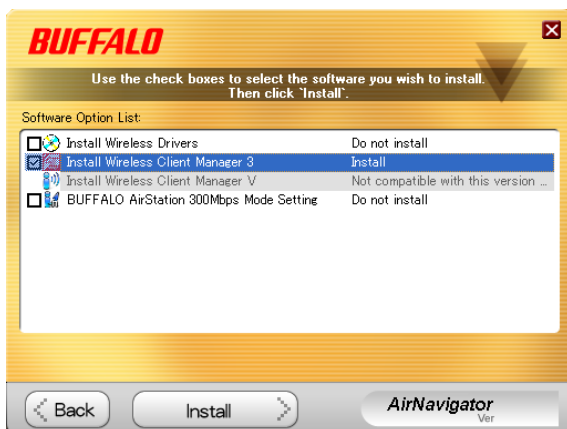 BUFFALO
Use the check boxes to select the software you wish to install.
Then click `Install`.
Software Option List:
Install Wireless Drivers Do not install
Install Wireless Client Manager 3 Install
Install Wireless Client Manager V Not compatible with this version ...
BUFFALO AirStation 300Mbps Mode Setting Do not install
Back Install AirNavigator
Ver